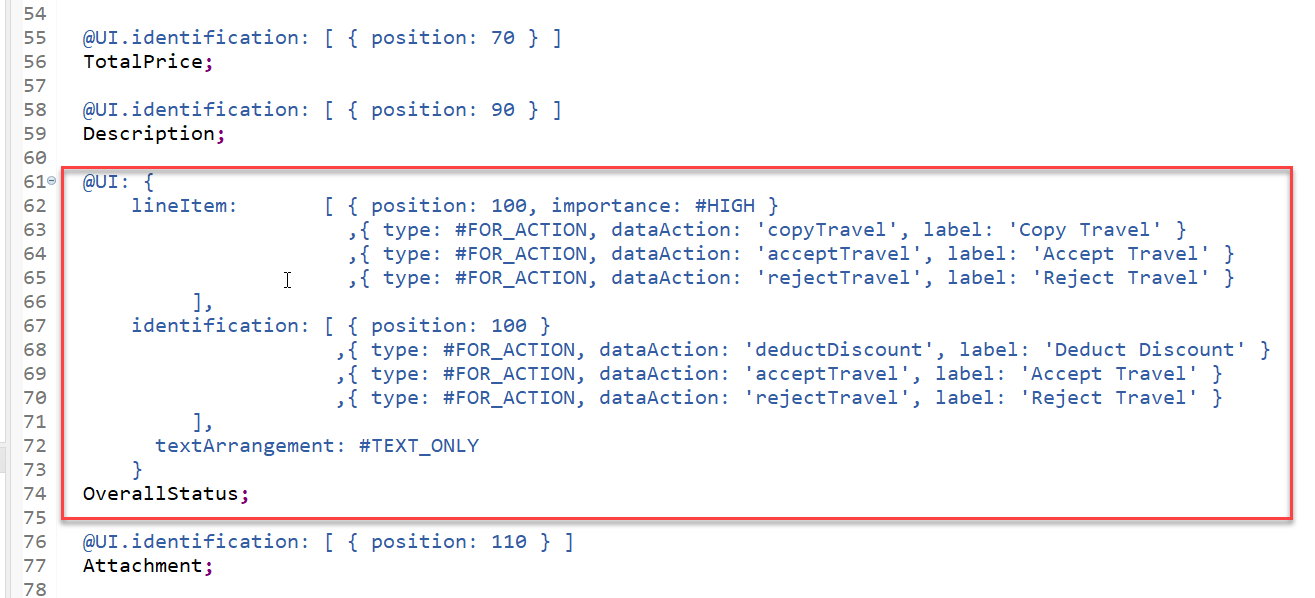 54
55 @UI.identification: [ { position: 70 } ]
56 TotalPrice;
57
58 @UI.identification: [ { position: 90 } ]
59 Description;
60
61 @UI: {
62 lineItem: [ { position: 100, importance: #HIGH }
63 ,{ type: #FOR_ACTION, dataAction: 'copyTravel', label: 'Copy Travel' }
64 ,{ type: #FOR_ACTION, dataAction: 'acceptTravel', label: 'Accept Travel' }
65 ,{ type: #FOR_ACTION, dataAction: 'rejectTravel', label: 'Reject Travel' }
66 ],
67 identification: [ { position: 100 }
68 ,{ type: #FOR_ACTION, dataAction: 'deductDiscount', label: 'Deduct Discount' }
69 ,{ type: #FOR_ACTION, dataAction: 'acceptTravel', label: 'Accept Travel' }
70 ,{ type: #FOR_ACTION, dataAction: 'rejectTravel', label: 'Reject Travel' }
71 ],
72 textArrangement: #TEXT_ONLY
73 }
74 OverallStatus;
75
76 @UI.identification: [ { position: 110 } ]
77 Attachment;
78